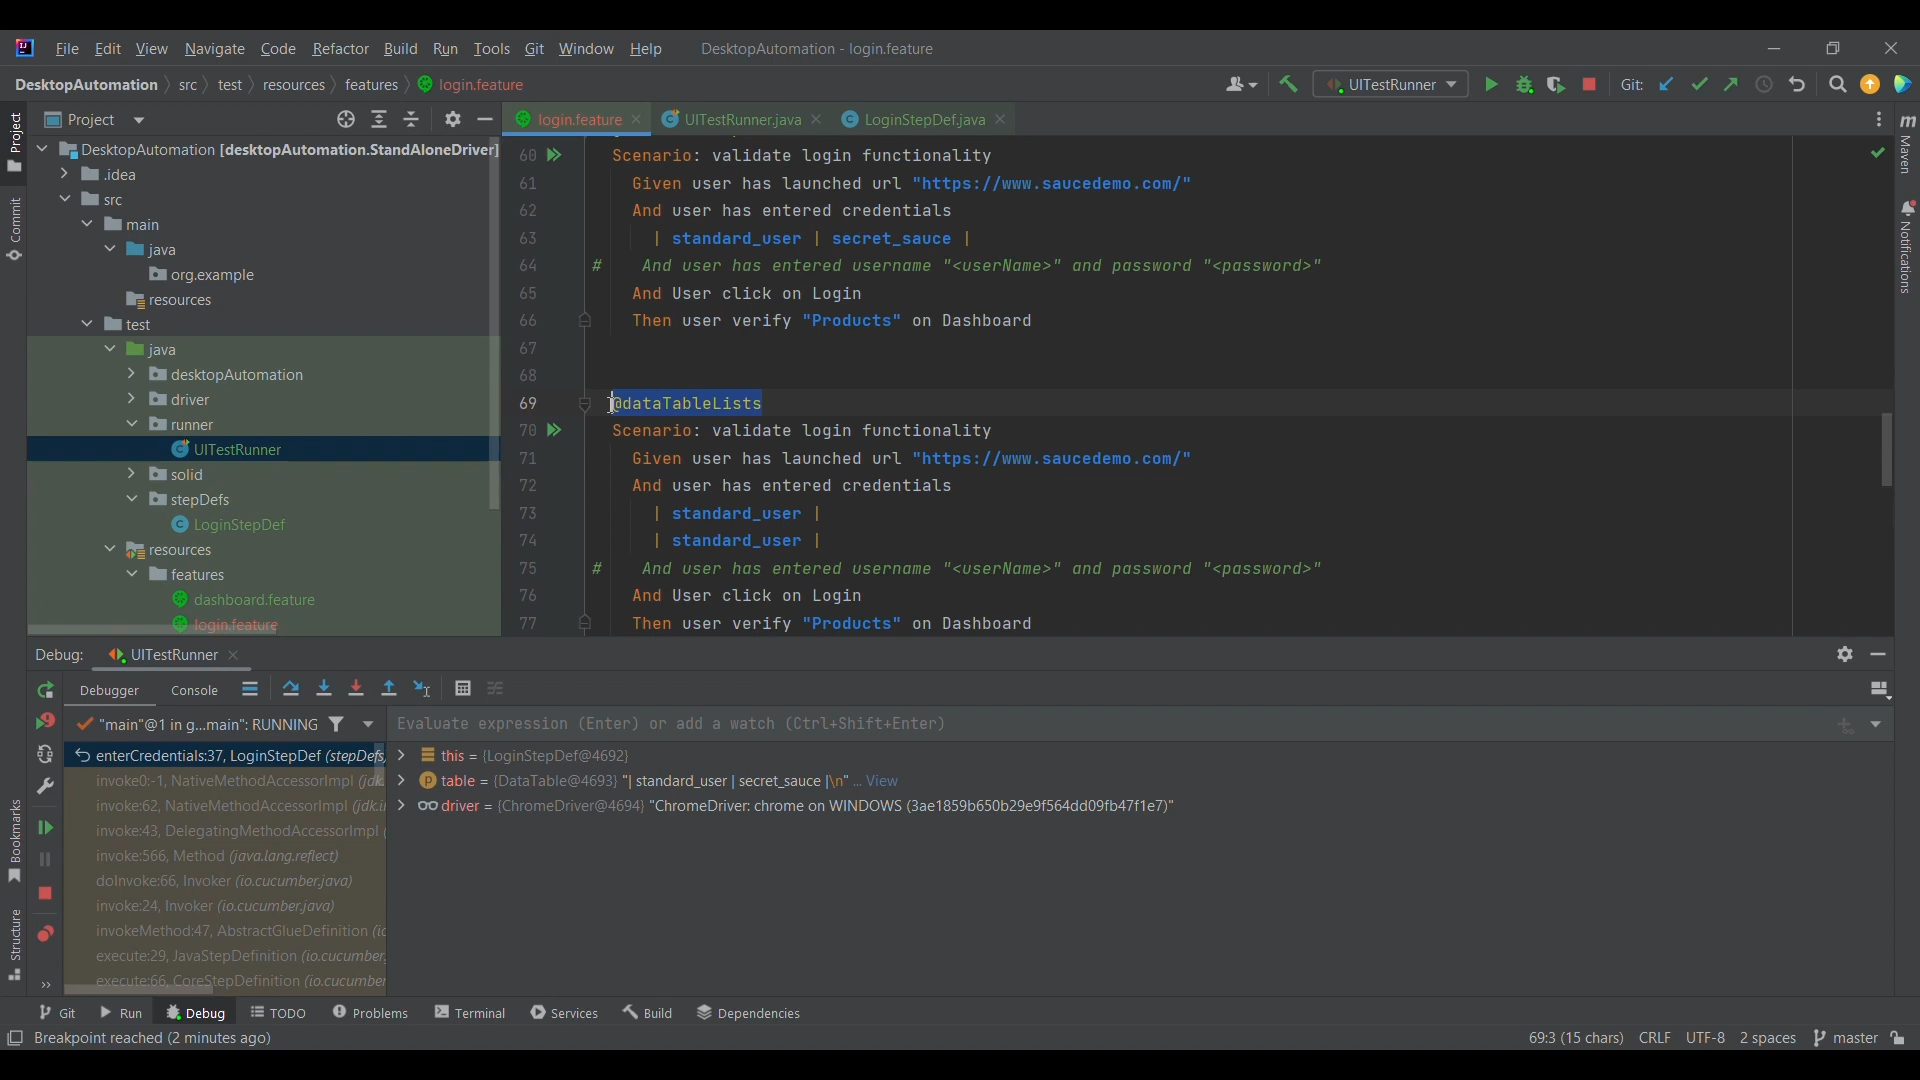 File Edit View Navigate Code Refactor Build Run Tools Git Window Help DesktopAutomation - login.feature
DesktopAutomation src test resources features login.feature UITestRunner Git:
Project
login.feature UITestRunner.java LoginStepDef.java
DesktopAutomation [desktopAutomation.StandAloneDriver]
.idea
src
main
java
org.example
resources
test
java
desktopAutomation
driver
runner
UITestRunner
solid
stepDefs
LoginStepDef
resources
features
dashboard.feature
login.feature
60 Scenario: validate login functionality
61 Given user has launched url "https://www.saucedemo.com/"
62 And user has entered credentials
63 | standard_user | secret_sauce |
64 # And user has entered username "<userName>" and password "<password>"
65 And User click on Login
66 Then user verify "Products" on Dashboard
67
68
69 @dataTableLists
70 Scenario: validate login functionality
71 Given user has launched url "https://www.saucedemo.com/"
72 And user has entered credentials
73 | standard_user |
74 | standard_user |
75 # And user has entered username "<userName>" and password "<password>"
76 And User click on Login
77 Then user verify "Products" on Dashboard
Project
Commit
Bookmarks
Structure
Maven
Notifications
Debug: UITestRunner
Debugger Console
"main"@1 in g...main": RUNNING
Evaluate expression (Enter) or add a watch (Ctrl+Shift+Enter)
enterCredentials:37, LoginStepDef (stepDefs
invoke0:-1, NativeMethodAccessorImpl (jdk
invoke:62, NativeMethodAccessorImpl (jdk.i
invoke:43, DelegatingMethodAccessorImpl (
invoke:566, Method (java.lang.reflect)
doInvoke:66, Invoker (io.cucumber.java)
invoke:24, Invoker (io.cucumber.java)
invokeMethod:47, AbstractGlueDefinition (io
execute:29, JavaStepDefinition (io.cucumber.
execute:66, CoreStepDefinition (io.cucumber
this = {LoginStepDef@4692}
table = {DataTable@4693} "| standard_user | secret_sauce |\n" ... View
driver = {ChromeDriver@4694} "ChromeDriver: chrome on WINDOWS (3ae1859b650b29e9f564dd09fb47f1e7)"
Git Run Debug TODO Problems Terminal Services Build Dependencies
Breakpoint reached (2 minutes ago) 69:3 (15 chars) CRLF UTF-8 2 spaces master